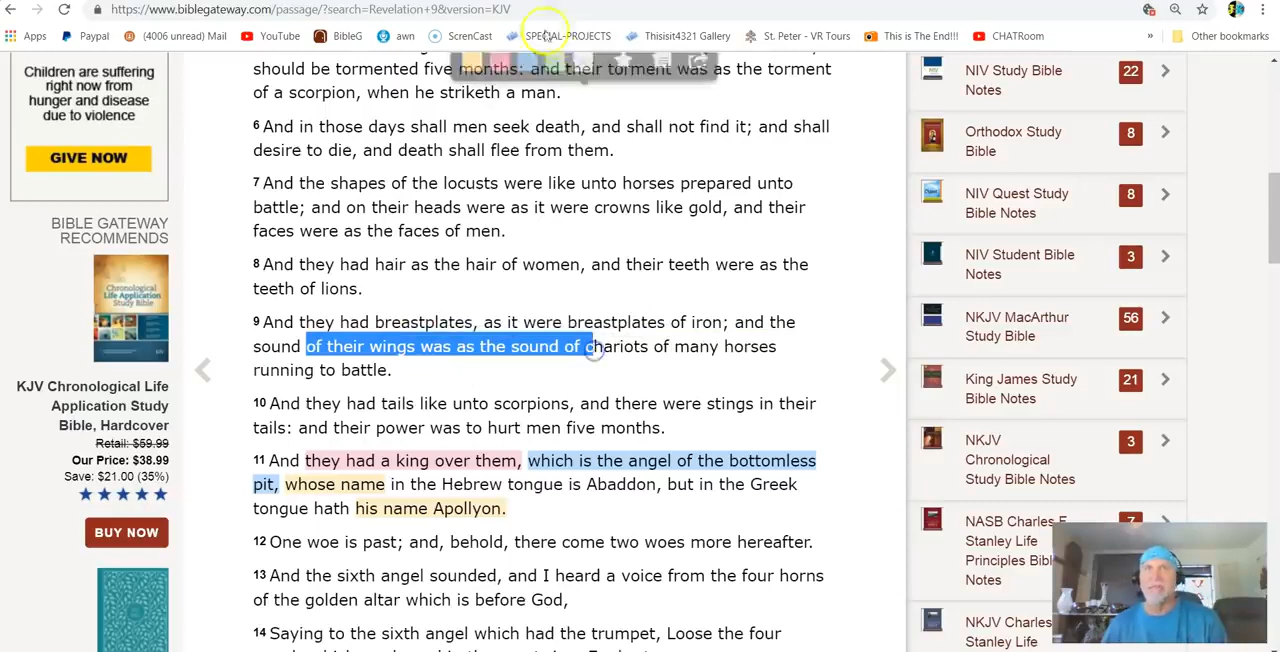 https://www.biblegateway.com/passage/?search=Revelation+9&version=KJV
Apps
Paypal
(4006 unread) Mail
YouTube
BibleG
awn
ScrenCast
SPECIAL-PROJECTS
Thisisit4321 Gallery
St. Peter - VR Tours
This is The End!!!
CHATRoom
»
Other bookmarks
Children are suffering
right now from
hunger and disease
due to violence
GIVE NOW
BIBLE GATEWAY
RECOMMENDS
KJV Chronological Life
Application Study
Bible, Hardcover
Retail: $59.99
Our Price: $38.99
Save: $21.00 (35%)
BUY NOW
should be tormented five months: and their torment was as the torment
of a scorpion, when he striketh a man.
6 And in those days shall men seek death, and shall not find it; and shall
desire to die, and death shall flee from them.
7 And the shapes of the locusts were like unto horses prepared unto
battle; and on their heads were as it were crowns like gold, and their
faces were as the faces of men.
8 And they had hair as the hair of women, and their teeth were as the
teeth of lions.
9 And they had breastplates, as it were breastplates of iron; and the
sound of their wings was as the sound of chariots of many horses
running to battle.
10 And they had tails like unto scorpions, and there were stings in their
tails: and their power was to hurt men five months.
11 And they had a king over them, which is the angel of the bottomless
pit, whose name in the Hebrew tongue is Abaddon, but in the Greek
tongue hath his name Apollyon.
12 One woe is past; and, behold, there come two woes more hereafter.
13 And the sixth angel sounded, and I heard a voice from the four horns
of the golden altar which is before God,
14 Saying to the sixth angel which had the trumpet, Loose the four
NIV Study Bible
Notes
22
Orthodox Study
Bible
8
NIV Quest Study
Bible Notes
8
NIV Student Bible
Notes
3
NKJV MacArthur
Study Bible
56
King James Study
Bible Notes
21
NKJV
Chronological
Study Bible Notes
3
NASB Charles F.
Stanley Life
Principles Bible
Notes
7
NKJV Charles
Stanley Life